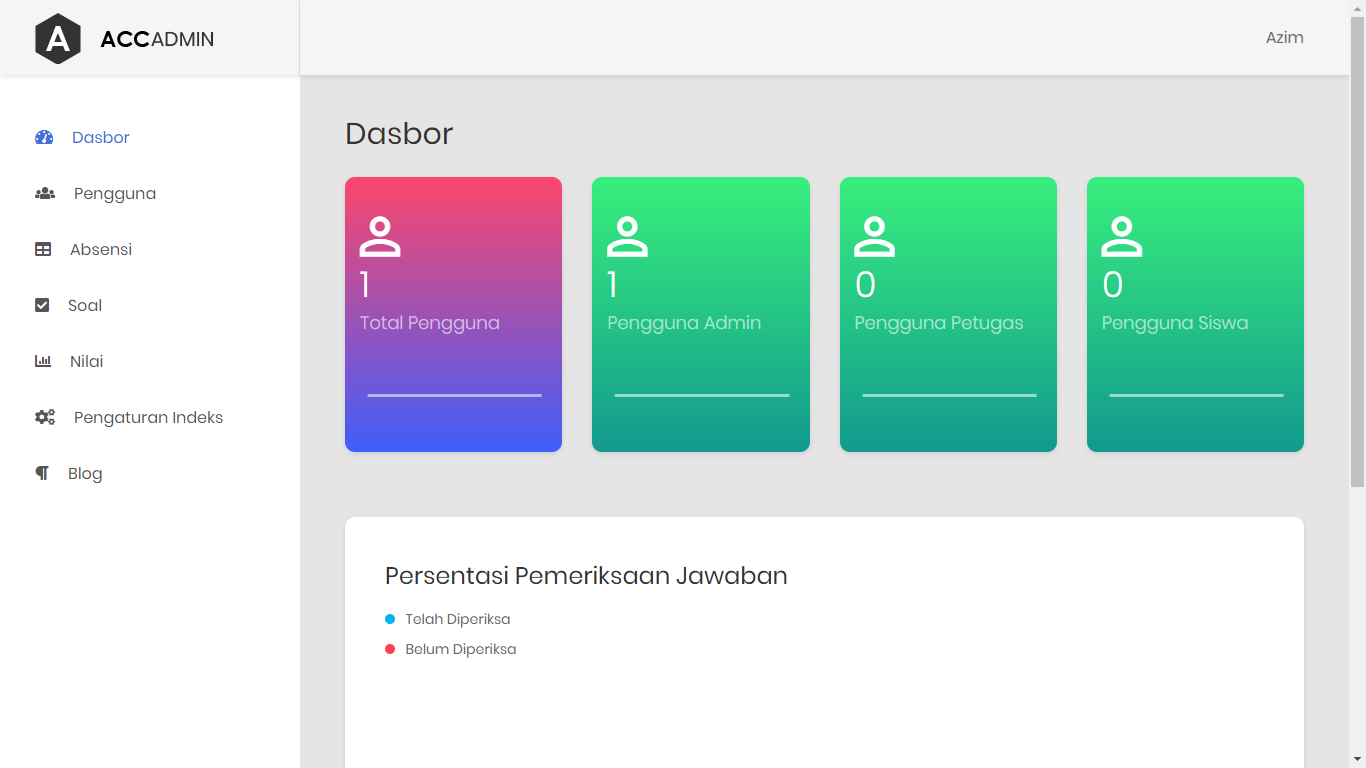 A ACCADMIN
Azim
Dasbor
Pengguna
Absensi
Soal
Nilai
Pengaturan Indeks
Blog
Dasbor
1
Total Pengguna
1
Pengguna Admin
0
Pengguna Petugas
0
Pengguna Siswa
Persentasi Pemeriksaan Jawaban
Telah Diperiksa
Belum Diperiksa